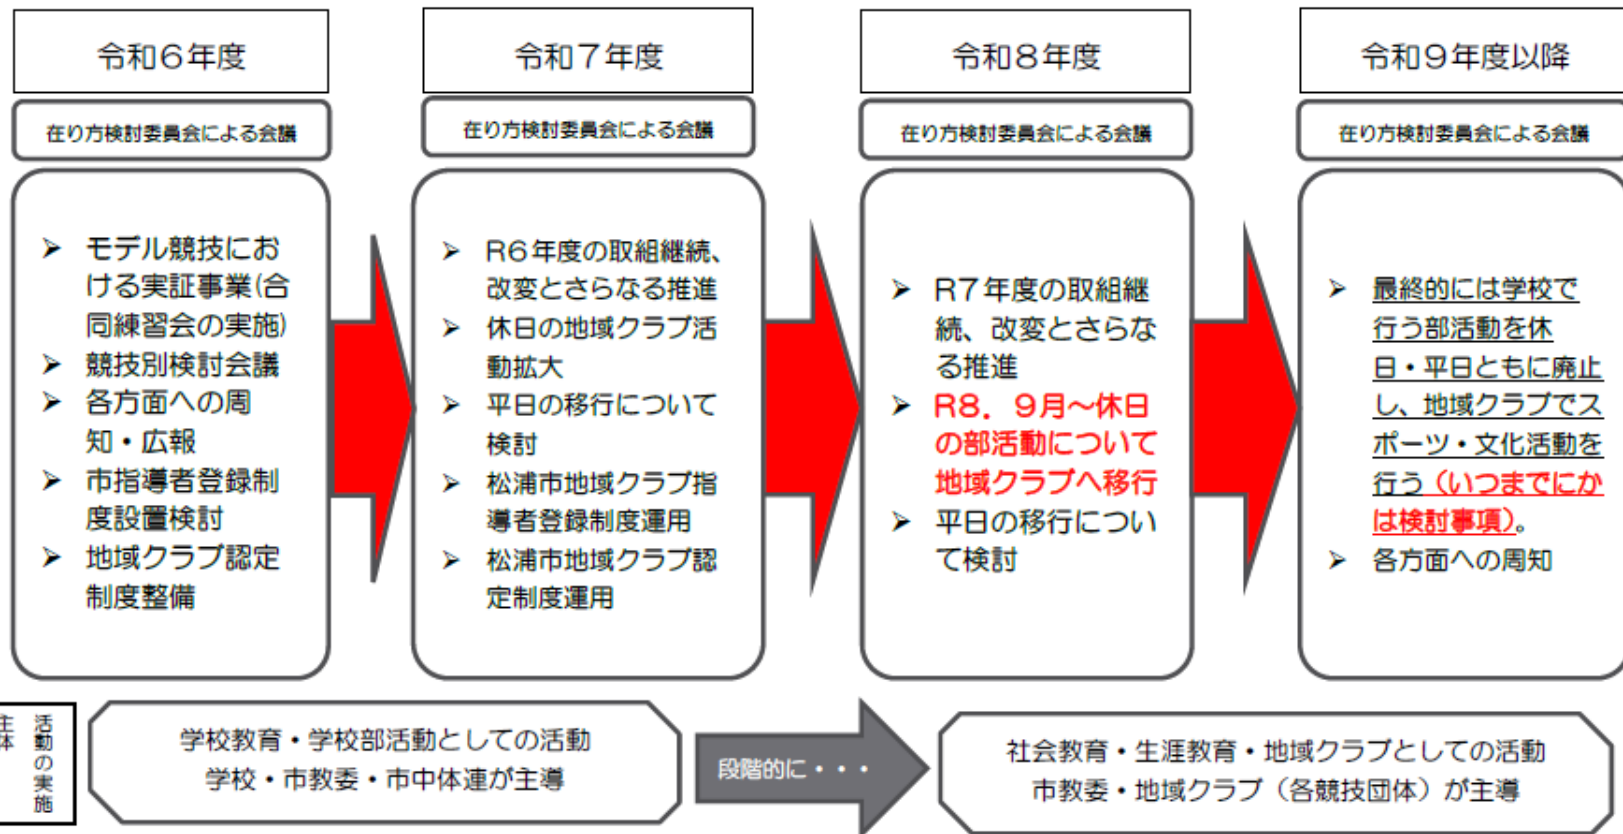 令和６年度
在り方検討委員会による会議
➤ モデル競技にお
ける実証事業(合
同練習会の実施)
➤ 競技別検討会議
➤ 各方面への周
知・広報
➤ 市指導者登録制
度設置検討
➤ 地域クラブ認定
制度整備
令和７年度
在り方検討委員会による会議
➤ R6年度の取組継続、
改変とさらなる推進
➤ 休日の地域クラブ活
動拡大
➤ 平日の移行について
検討
➤ 松浦市地域クラブ指
導者登録制度運用
➤ 松浦市地域クラブ認
定制度運用
令和８年度
在り方検討委員会による会議
➤ R7年度の取組継
続、改変とさらな
る推進
➤ R8．9月～休日
の部活動について
地域クラブへ移行
➤ 平日の移行につい
て検討
令和９年度以降
在り方検討委員会による会議
➤ 最終的には学校で
行う部活動を休
日・平日ともに廃止
し、地域クラブでス
ポーツ・文化活動を
行う（いつまでにか
は検討事項）。
➤ 各方面への周知
活動の実施
主体
学校教育・学校部活動としての活動
学校・市教委・市中体連が主導
段階的に・・・
社会教育・生涯教育・地域クラブとしての活動
市教委・地域クラブ（各競技団体）が主導